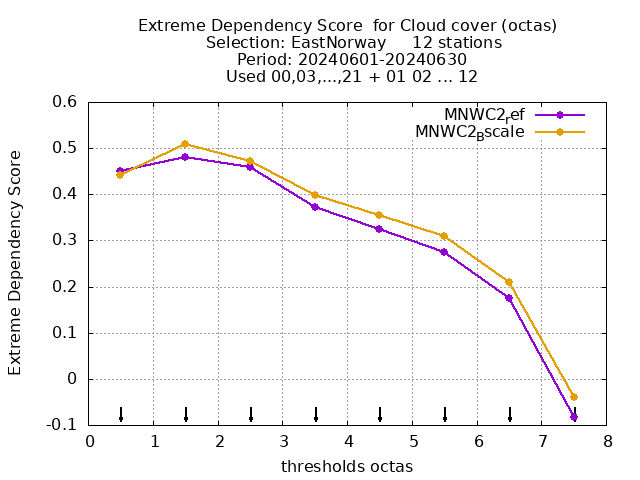 Extreme Dependency Score  for Cloud cover (octas)
Selection: EastNorway     12 stations
Period: 20240601-20240630
Used 00,03,...,21 + 01 02 ... 12
MNWC2_ref
MNWC2_Bscale
0.6
0.5
0.4
0.3
0.2
0.1
0
-0.1
Extreme Dependency Score
0 1 2 3 4 5 6 7 8
thresholds octas